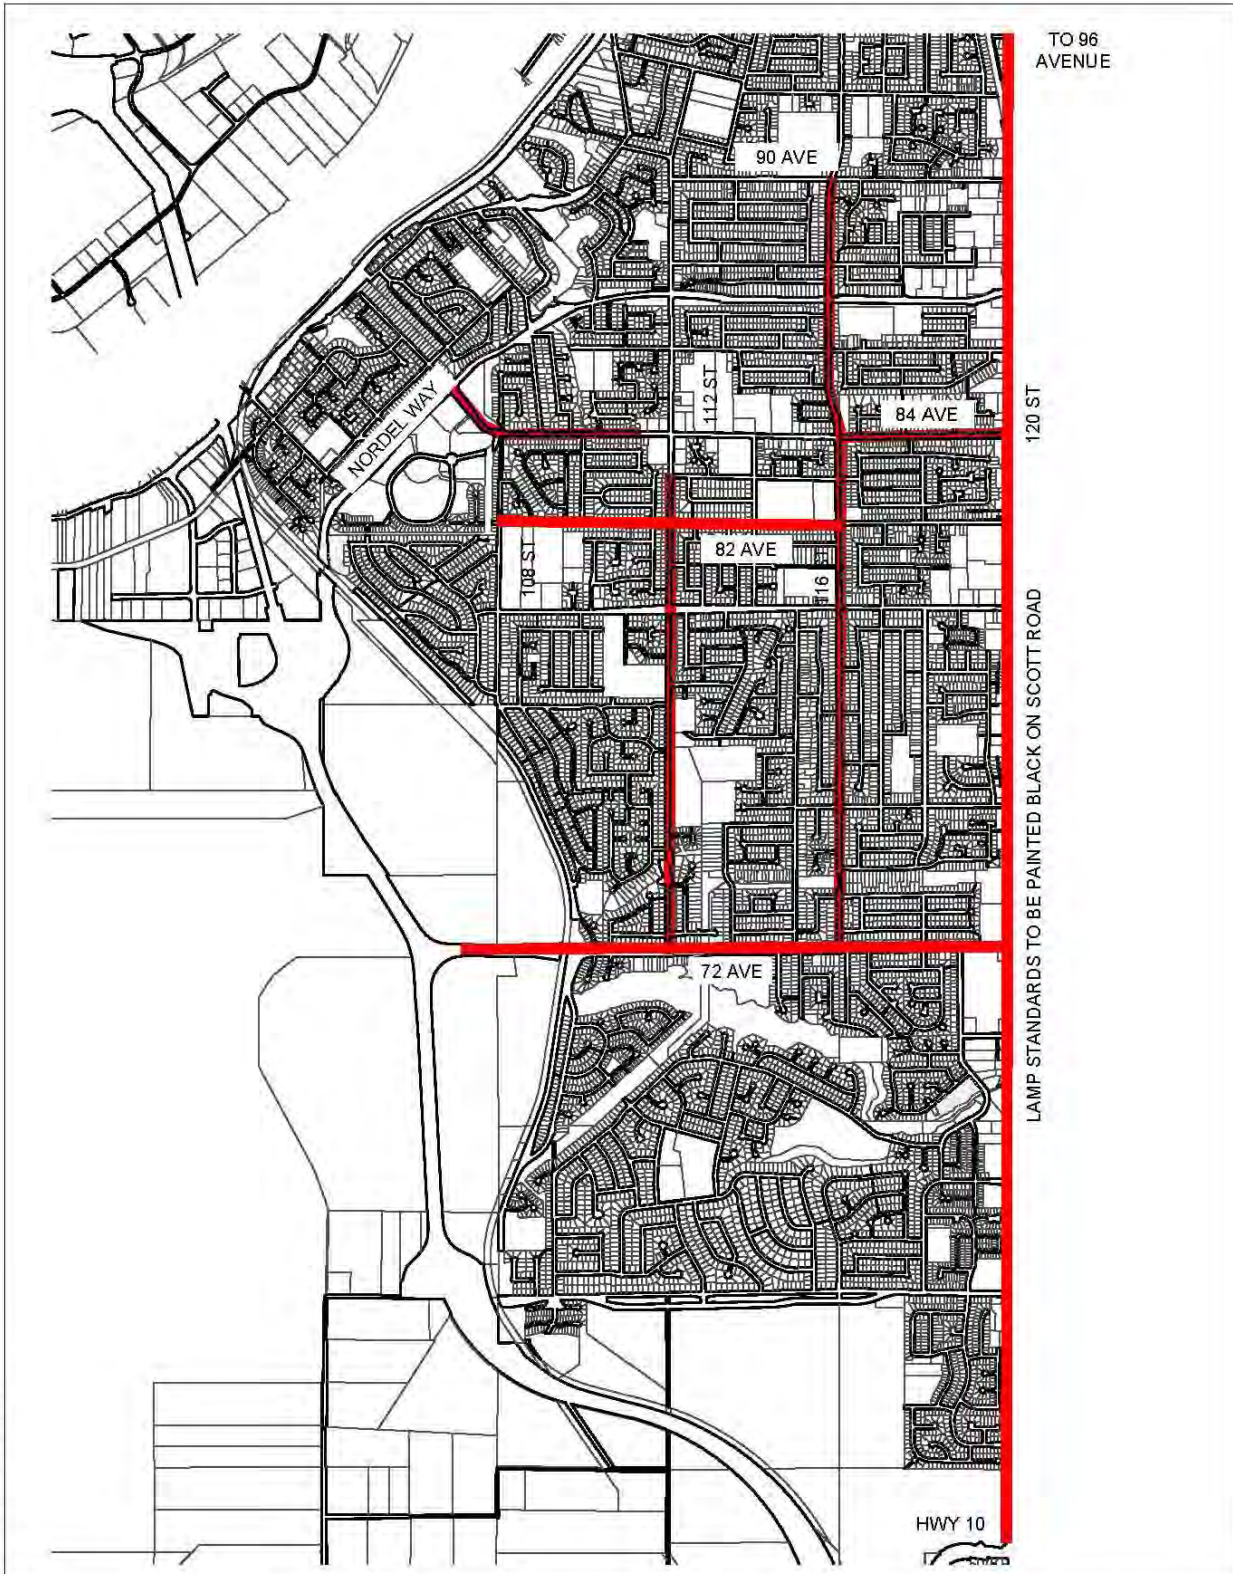 TO 96
AVENUE
90 AVE
112 ST
NORDEL WAY
84 AVE
120 ST
108 ST
82 AVE
116
LAMP STANDARDS TO BE PAINTED BLACK ON SCOTT ROAD
72 AVE
HWY 10